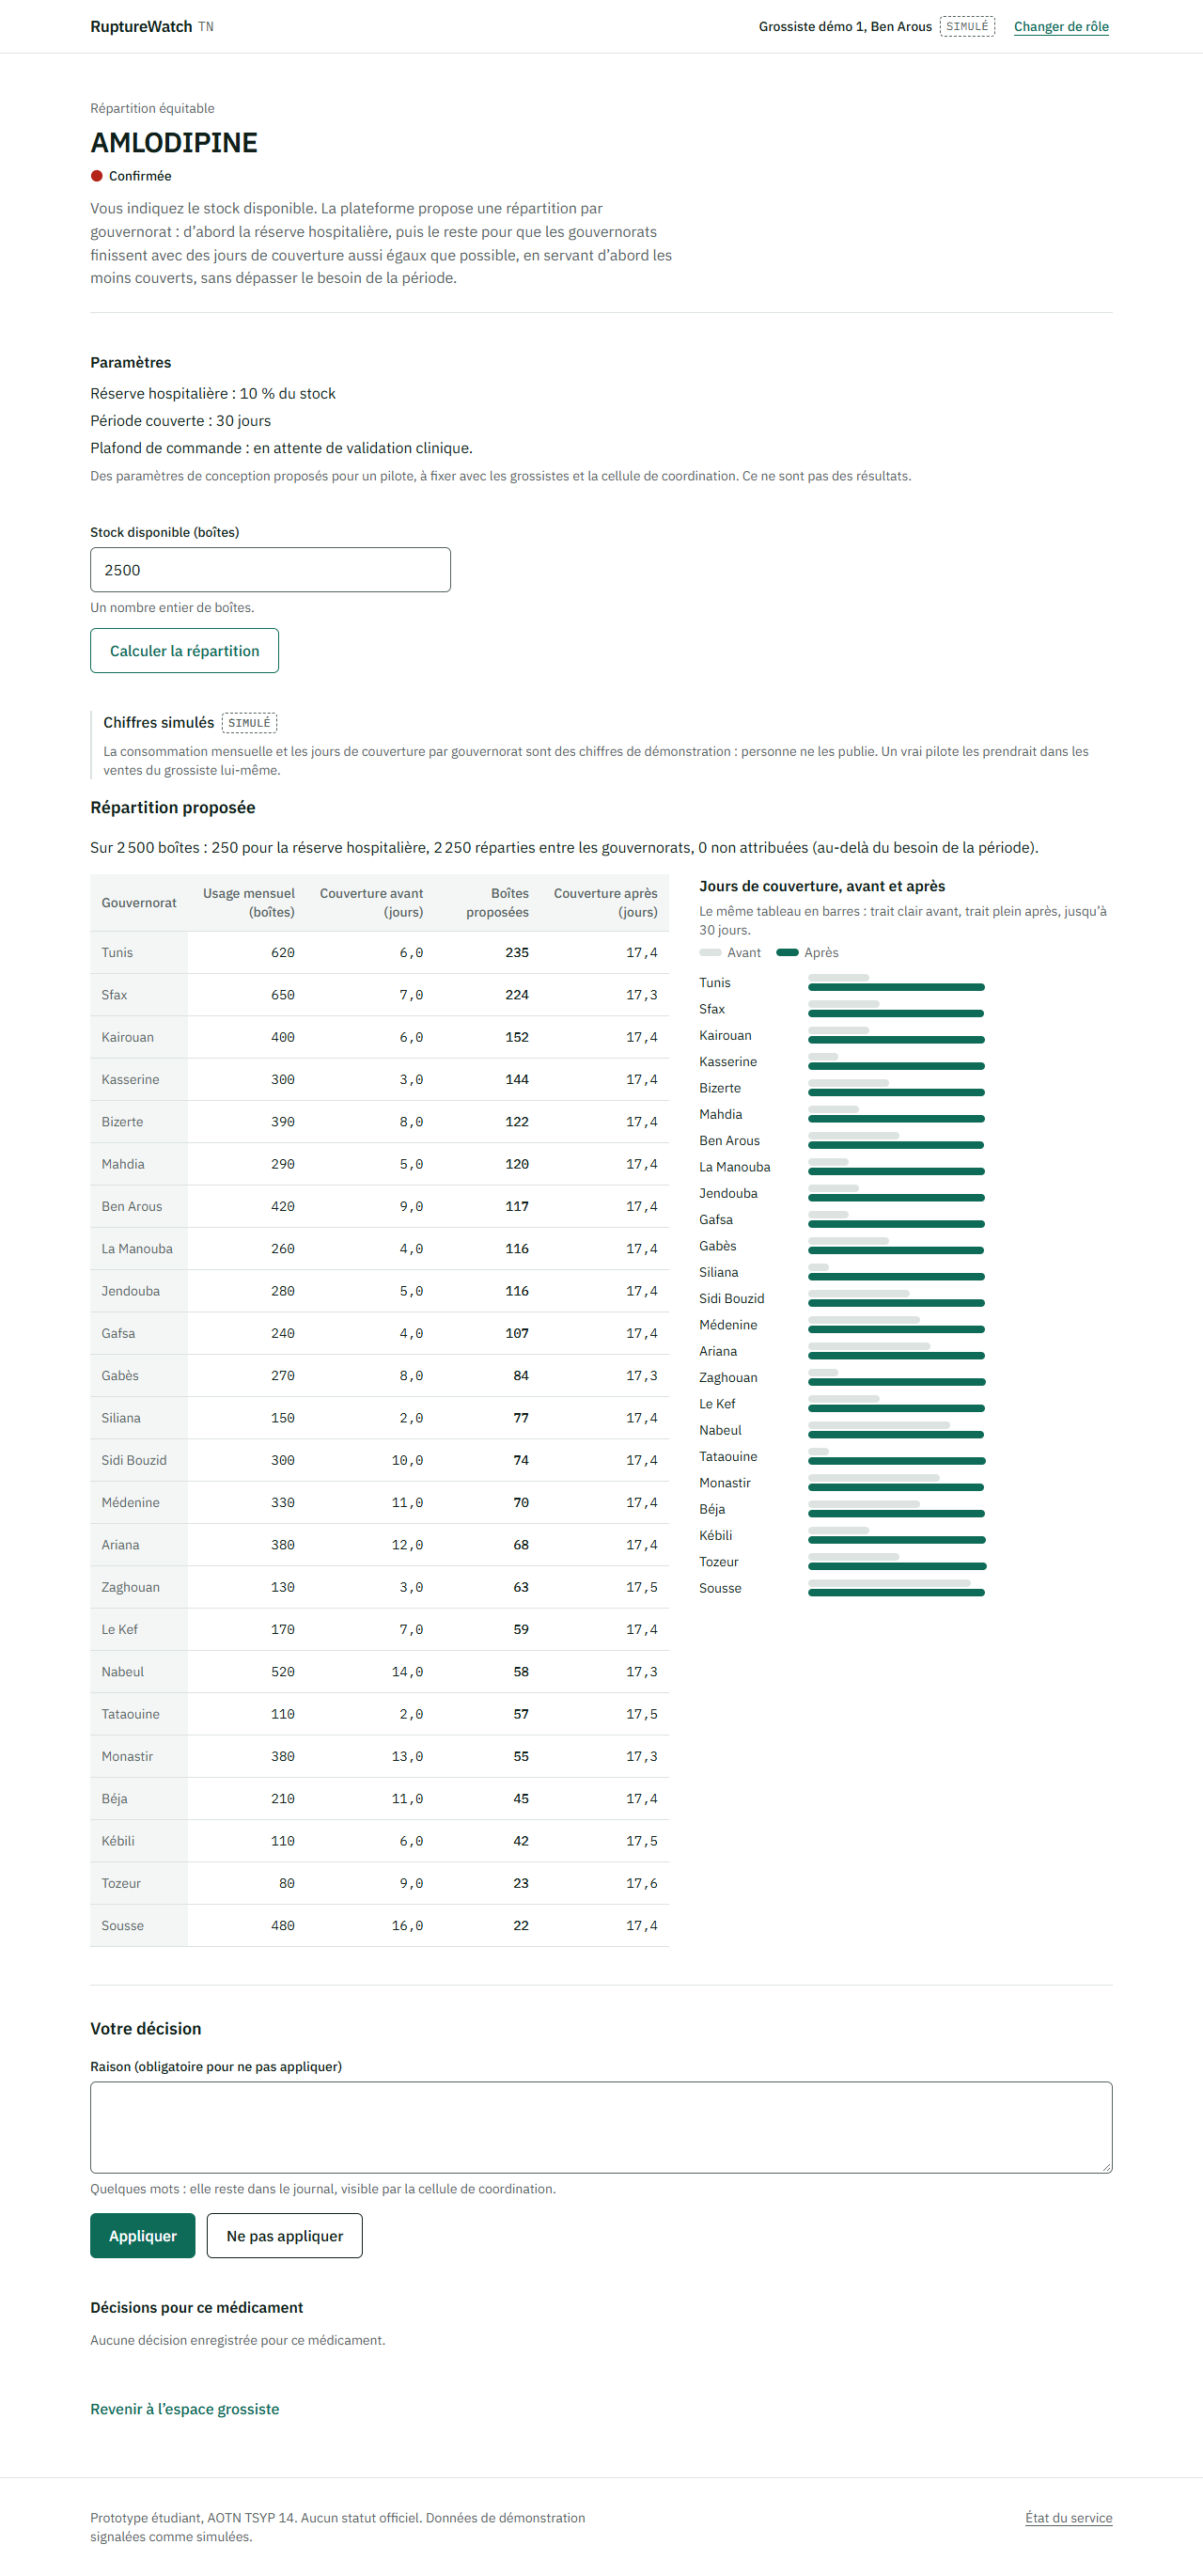 RuptureWatch TN
Grossiste démo 1, Ben Arous SIMULÉ Changer de rôle
Répartition équitable
AMLODIPINE
Confirmée
Vous indiquez le stock disponible. La plateforme propose une répartition par
gouvernorat : d’abord la réserve hospitalière, puis le reste pour que les gouvernorats
finissent avec des jours de couverture aussi égaux que possible, en servant d’abord les
moins couverts, sans dépasser le besoin de la période.
Paramètres
Réserve hospitalière : 10 % du stock
Période couverte : 30 jours
Plafond de commande : en attente de validation clinique.
Des paramètres de conception proposés pour un pilote, à fixer avec les grossistes et la cellule de coordination. Ce ne sont pas des résultats.
Stock disponible (boîtes)
2500
Un nombre entier de boîtes.
Calculer la répartition
Chiffres simulés SIMULÉ
La consommation mensuelle et les jours de couverture par gouvernorat sont des chiffres de démonstration : personne ne les publie. Un vrai pilote les prendrait dans les
ventes du grossiste lui-même.
Répartition proposée
Sur 2 500 boîtes : 250 pour la réserve hospitalière, 2 250 réparties entre les gouvernorats, 0 non attribuées (au-delà du besoin de la période).
Gouvernorat Usage mensuel (boîtes) Couverture avant (jours) Boîtes proposées Couverture après (jours)
Tunis 620 6,0 235 17,4
Sfax 650 7,0 224 17,3
Kairouan 400 6,0 152 17,4
Kasserine 300 3,0 144 17,4
Bizerte 390 8,0 122 17,4
Mahdia 290 5,0 120 17,4
Ben Arous 420 9,0 117 17,4
La Manouba 260 4,0 116 17,4
Jendouba 280 5,0 116 17,4
Gafsa 240 4,0 107 17,4
Gabès 270 8,0 84 17,3
Siliana 150 2,0 77 17,4
Sidi Bouzid 300 10,0 74 17,4
Médenine 330 11,0 70 17,4
Ariana 380 12,0 68 17,4
Zaghouan 130 3,0 63 17,5
Le Kef 170 7,0 59 17,4
Nabeul 520 14,0 58 17,3
Tataouine 110 2,0 57 17,5
Monastir 380 13,0 55 17,3
Béja 210 11,0 45 17,4
Kébili 110 6,0 42 17,5
Tozeur 80 9,0 23 17,6
Sousse 480 16,0 22 17,4
Jours de couverture, avant et après
Le même tableau en barres : trait clair avant, trait plein après, jusqu’à
30 jours.
Avant Après
Tunis
Sfax
Kairouan
Kasserine
Bizerte
Mahdia
Ben Arous
La Manouba
Jendouba
Gafsa
Gabès
Siliana
Sidi Bouzid
Médenine
Ariana
Zaghouan
Le Kef
Nabeul
Tataouine
Monastir
Béja
Kébili
Tozeur
Sousse
Votre décision
Raison (obligatoire pour ne pas appliquer)
Quelques mots : elle reste dans le journal, visible par la cellule de coordination.
Appliquer Ne pas appliquer
Décisions pour ce médicament
Aucune décision enregistrée pour ce médicament.
Revenir à l’espace grossiste
Prototype étudiant, AOTN TSYP 14. Aucun statut officiel. Données de démonstration
signalées comme simulées.
État du service